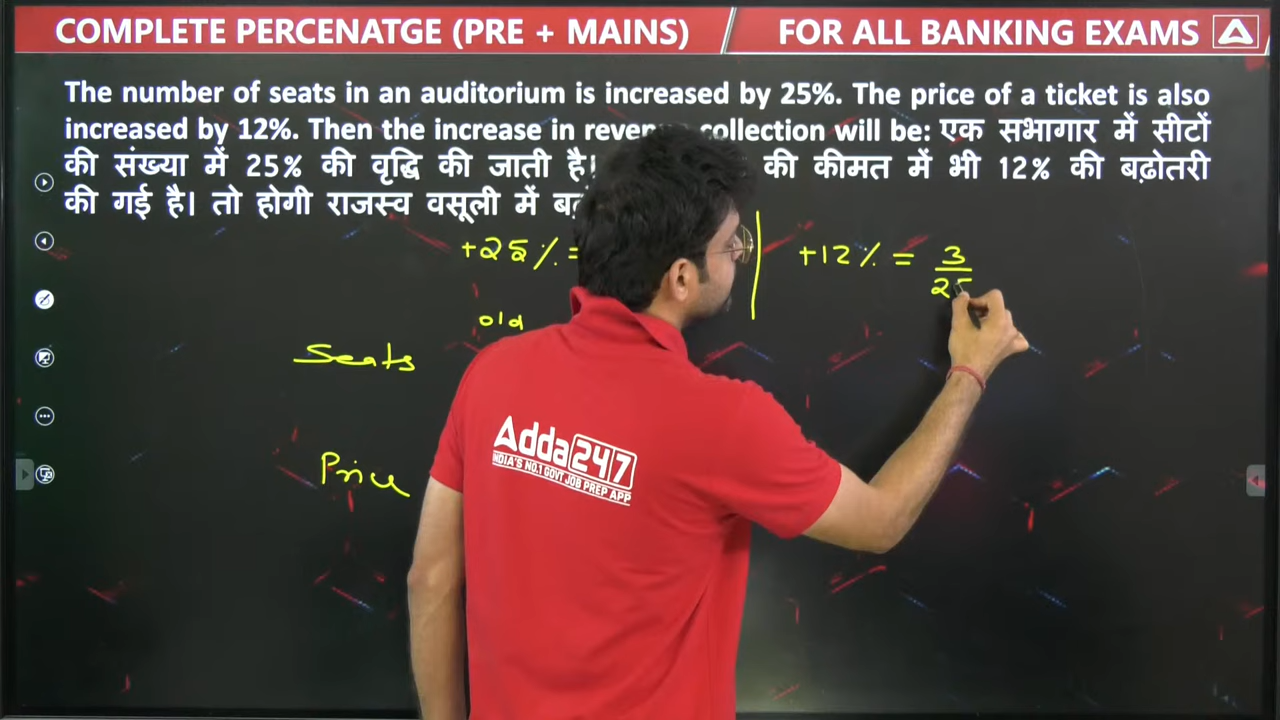 COMPLETE PERCENATGE (PRE + MAINS) FOR ALL BANKING EXAMS
The number of seats in an auditorium is increased by 25%. The price of a ticket is also
increased by 12%. Then the increase in revenue collection will be: एक सभागार में सीटों
की संख्या में 25% की वृद्धि की जाती है। की कीमत में भी 12% की बढ़ोतरी
की गई है। तो होगी राजस्व वसूली में
+25% = +12% = 3/25
old
Seats
Price
Adda247
INDIA'S NO.1 GOVT JOB PREP APP